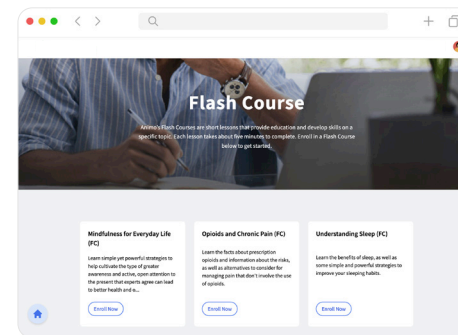 Flash Course
Animo's Flash Courses are short lessons that provide education and develop skills on a
specific topic. Each lesson takes about five minutes to complete. Enroll in a Flash Course
below to get started.
Mindfulness for Everyday Life
(FC)
Learn simple yet powerful strategies to
help cultivate the type of greater
awareness and active, open attention to
the present that experts agree can lead
to better health and e...
Enroll Now
Opioids and Chronic Pain (FC)
Learn the facts about prescription
opioids and information about the risks,
as well as alternatives to consider for
managing pain that don't involve the use
of opioids.
Enroll Now
Understanding Sleep (FC)
Learn the benefits of sleep, as well as
some simple and powerful strategies to
improve your sleeping habits.
Enroll Now